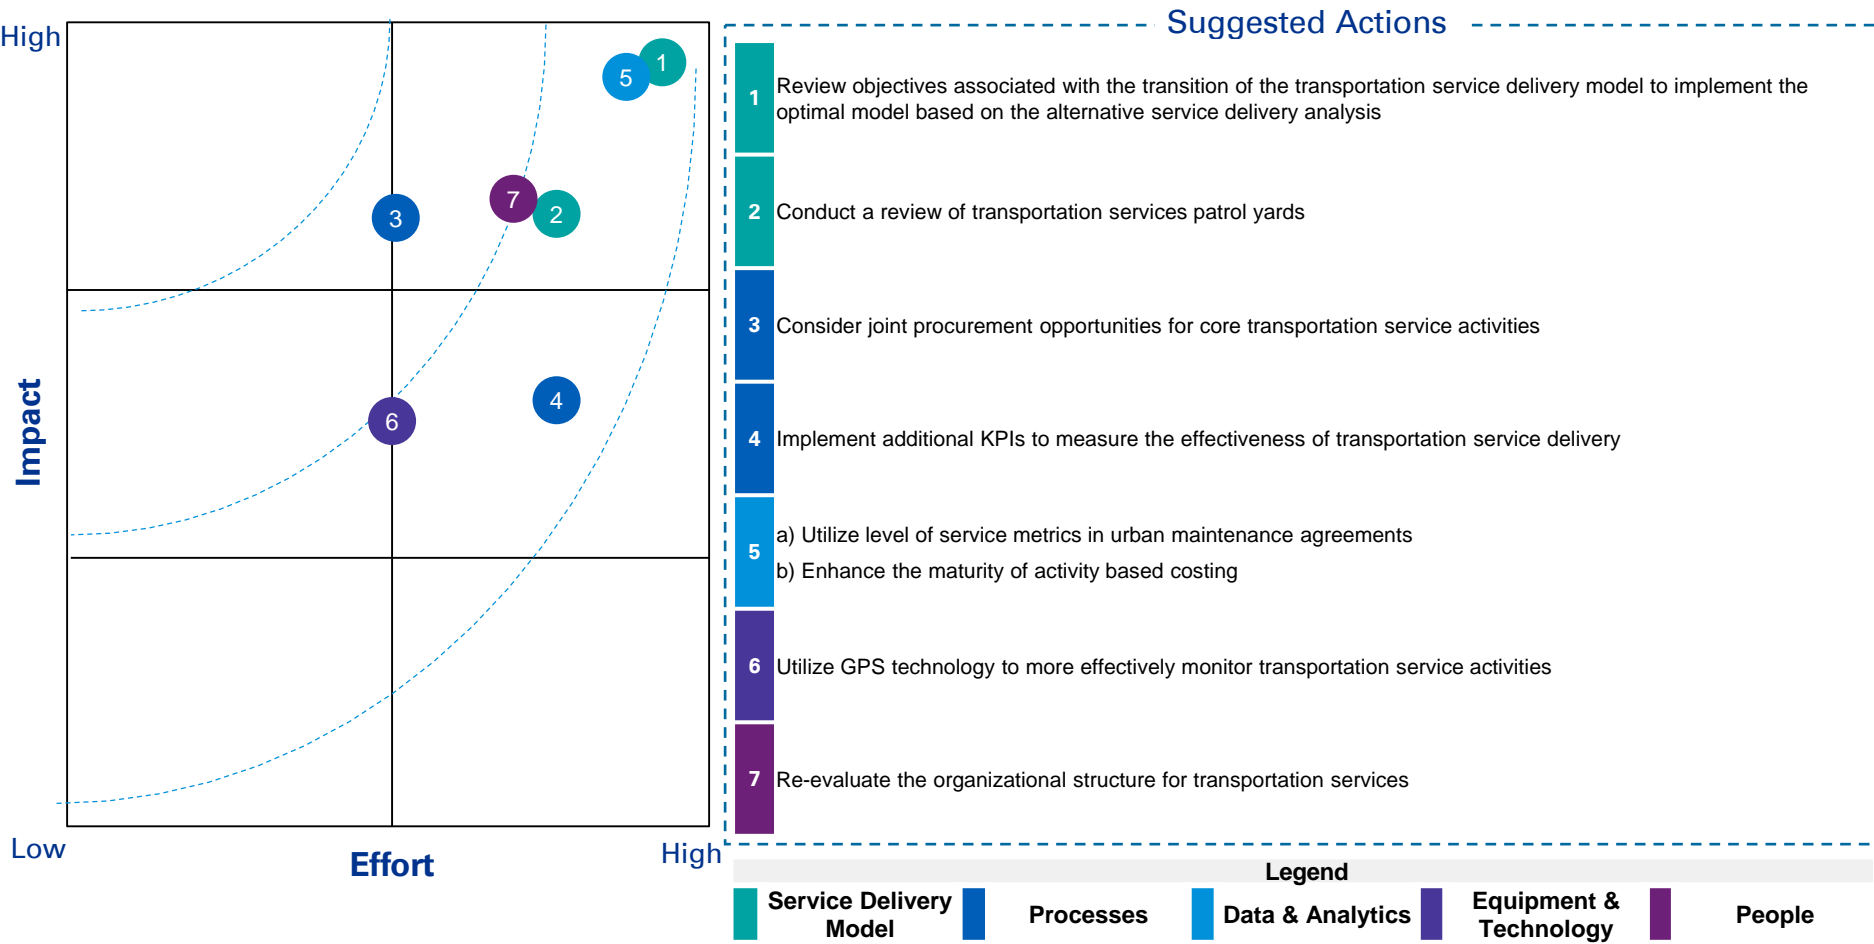 High
5
1
7
2
3
4
6
Impact
Low
Effort
High
Suggested Actions
1
Review objectives associated with the transition of the transportation service delivery model to implement the
optimal model based on the alternative service delivery analysis
2
Conduct a review of transportation services patrol yards
3
Consider joint procurement opportunities for core transportation service activities
4
Implement additional KPIs to measure the effectiveness of transportation service delivery
5
a) Utilize level of service metrics in urban maintenance agreements
b) Enhance the maturity of activity based costing
6
Utilize GPS technology to more effectively monitor transportation service activities
7
Re-evaluate the organizational structure for transportation services
Legend
Service Delivery
Model
Processes
Data & Analytics
Equipment &
Technology
People